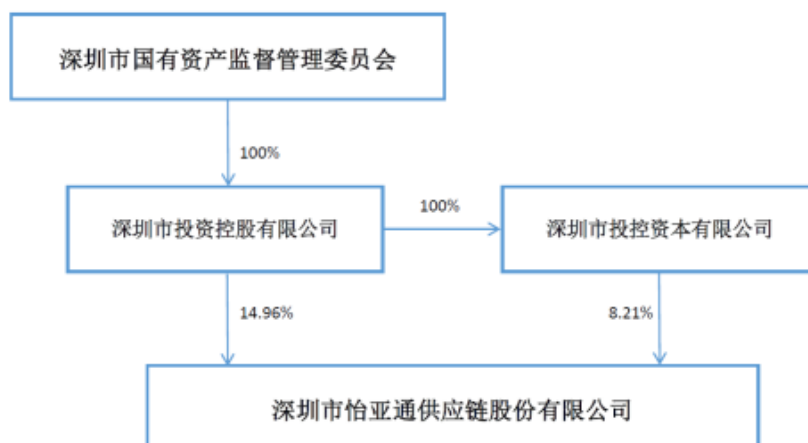 深圳市国有资产监督管理委员会
100%
深圳市投资控股有限公司
100%
深圳市投控资本有限公司
14.96%
8.21%
深圳市怡亚通供应链股份有限公司